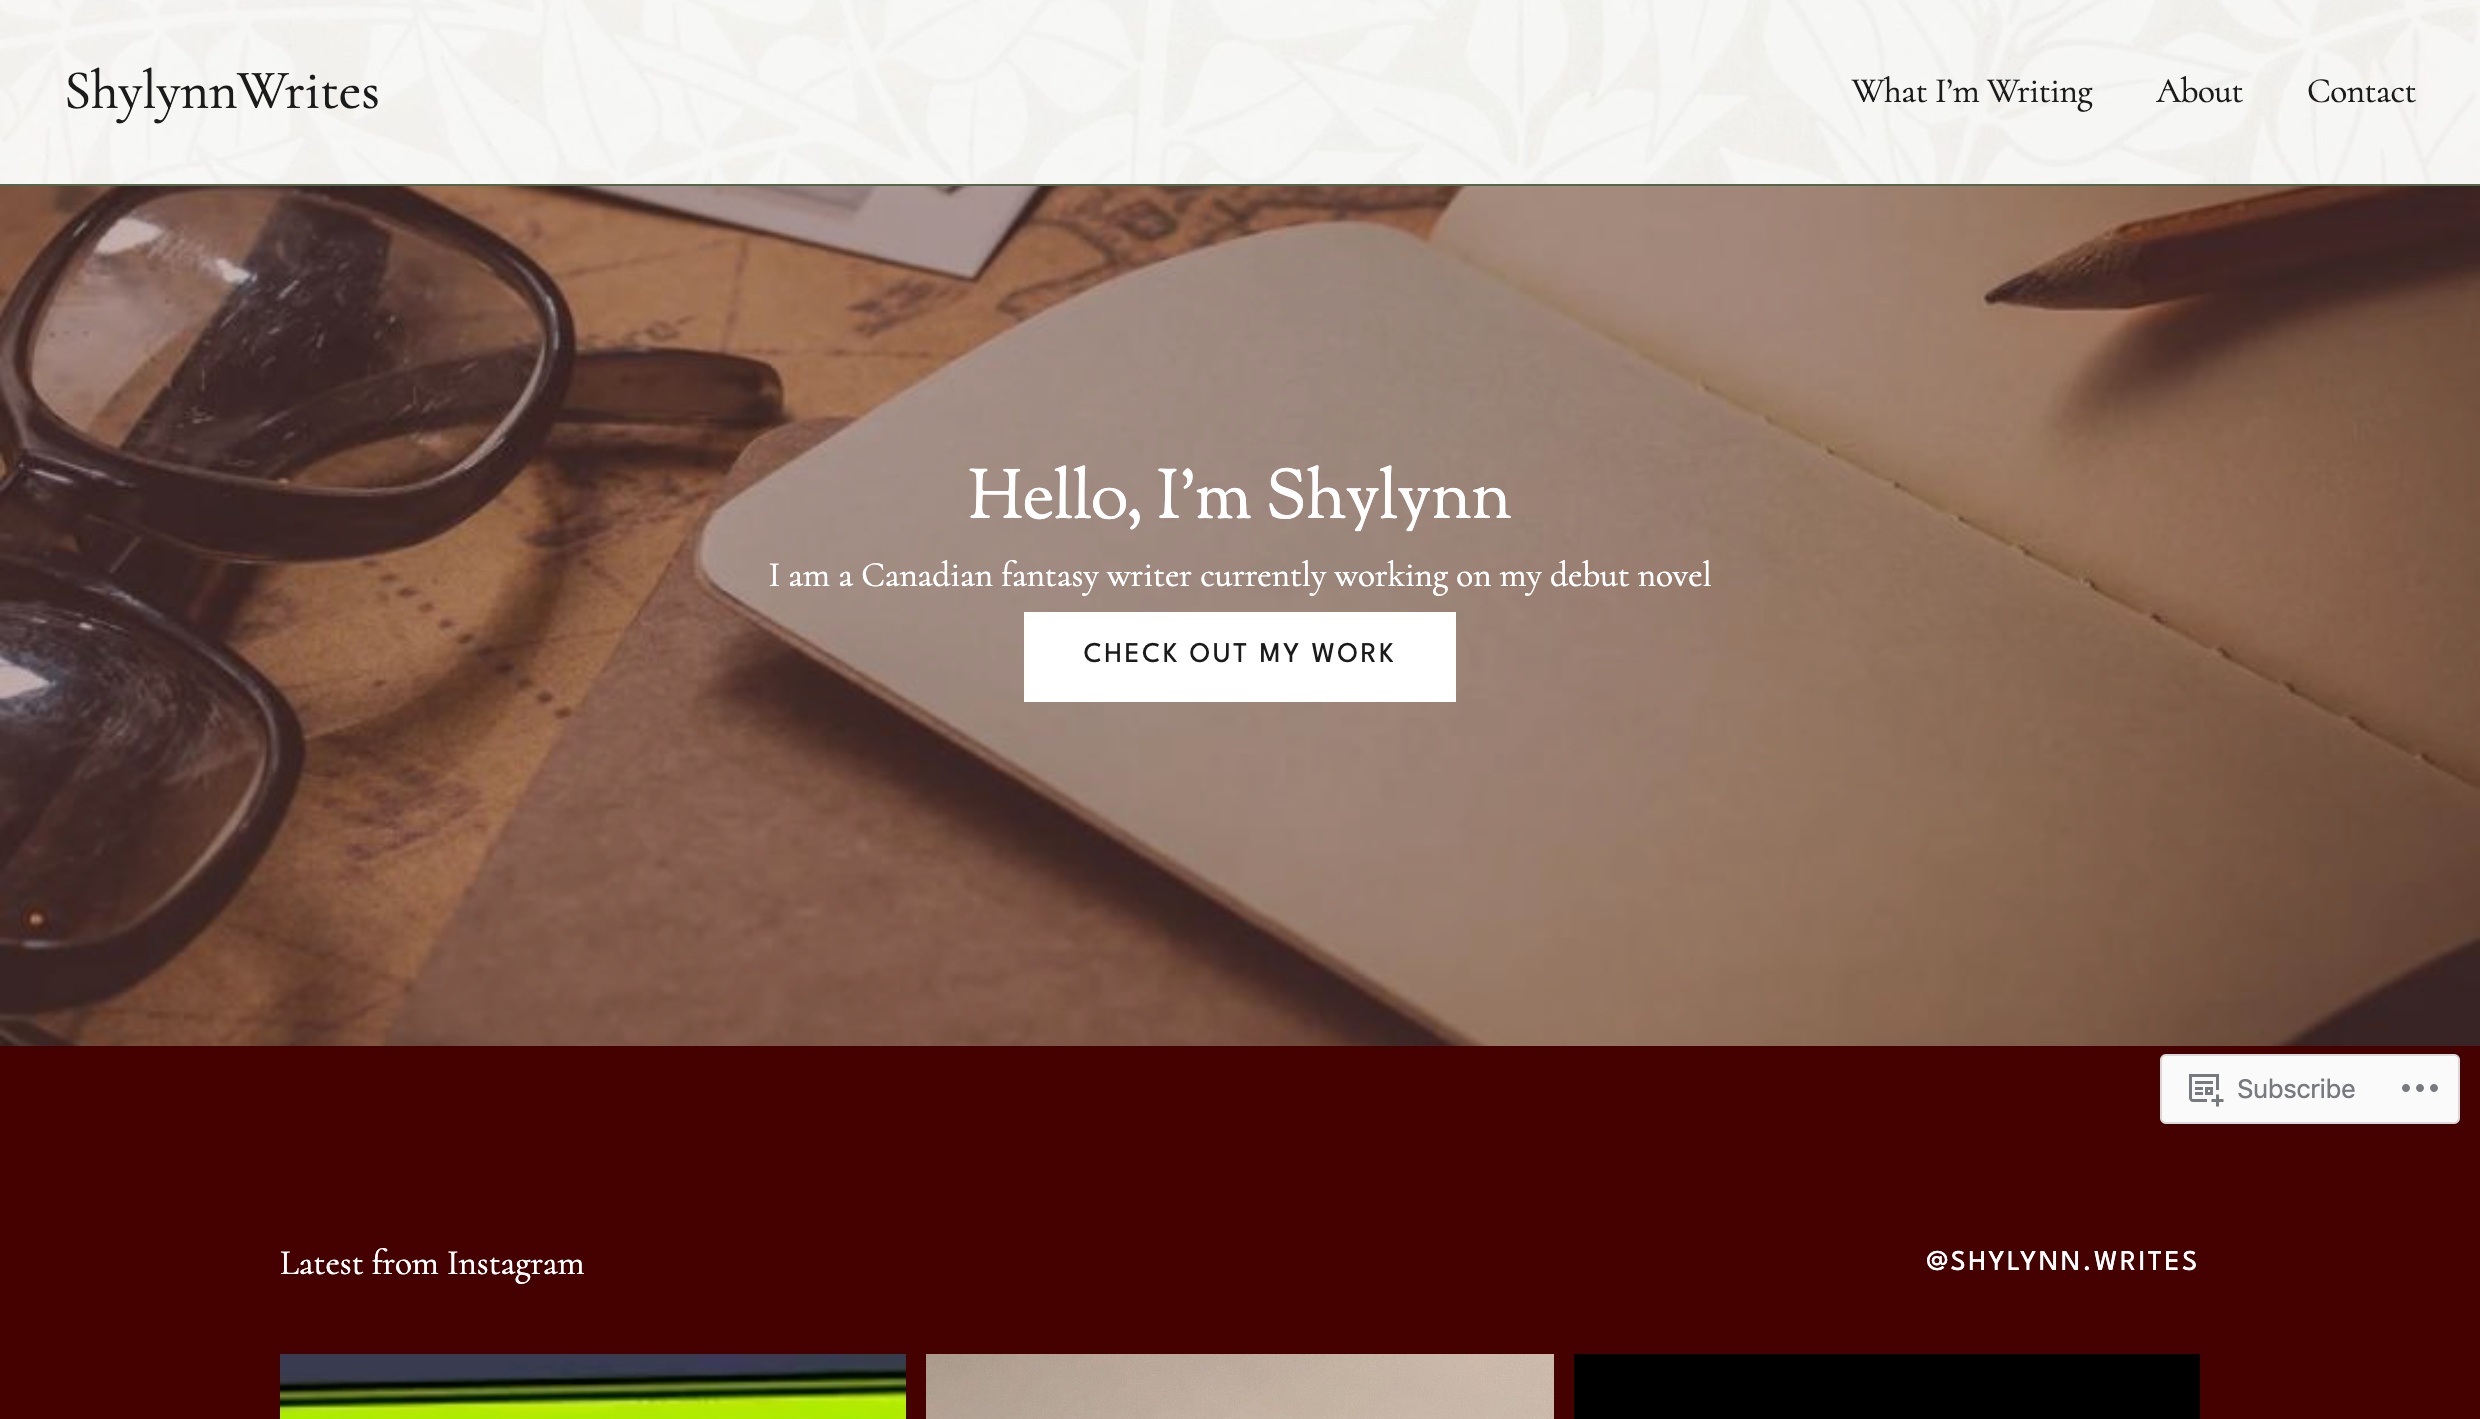 ShylynnWrites
What I’m Writing About Contact
Hello, I’m Shylynn
I am a Canadian fantasy writer currently working on my debut novel
CHECK OUT MY WORK
Subscribe
Latest from Instagram
@SHYLYNN.WRITES